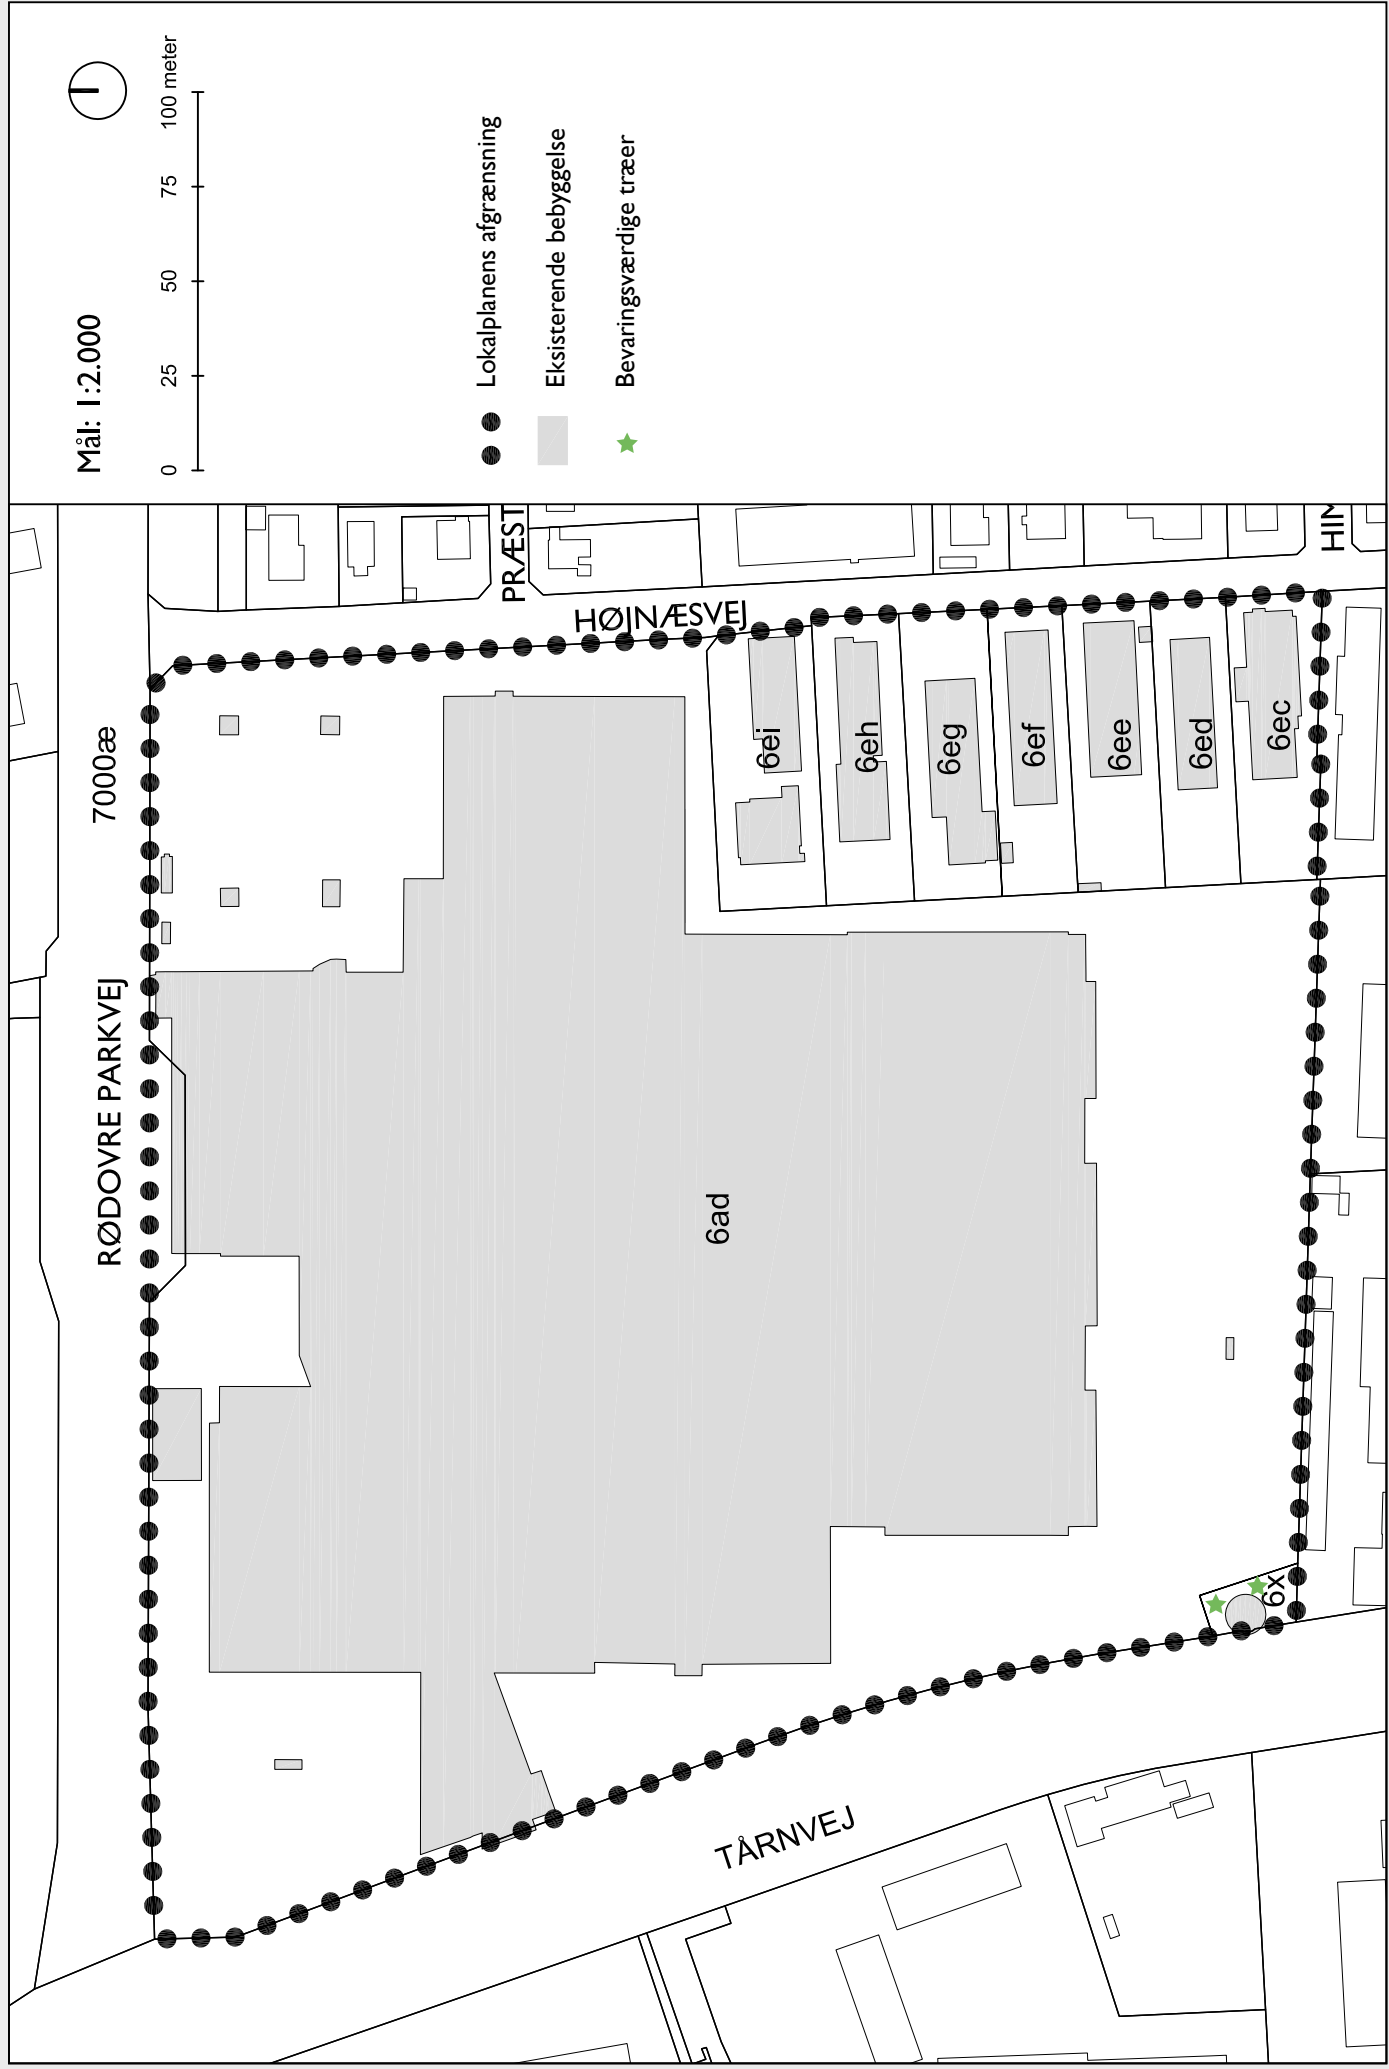 Mål: 1:2.000
0 25 50 75 100 meter
Lokalplanens afgrænsning
Eksisterende bebyggelse
Bevaringsværdige træer
7000æ
RØDOVRE PARKVEJ
PRÆST
HØJNÆSVEJ
HIM
6ei
6eh
6eg
6ef
6ee
6ed
6ec
6ad
6x
TÅRNVEJ